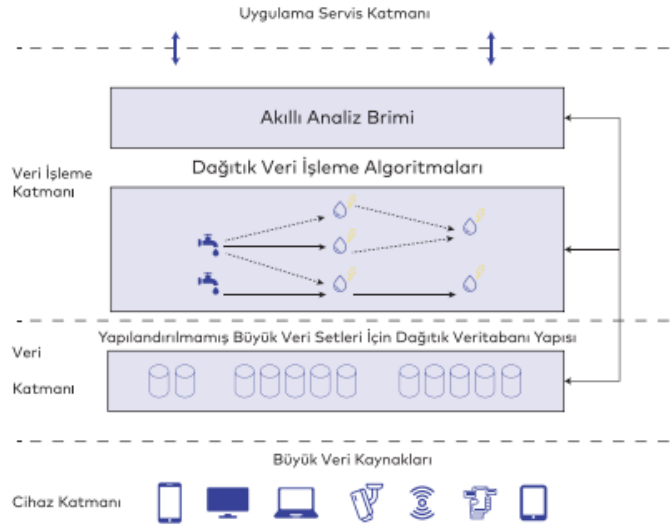 Uygulama Servis Katmanı
Akıllı Analiz Brimi
Dağıtık Veri İşleme Algoritmaları
Veri İşleme
Katmanı
Yapılandırılmamış Büyük Veri Setleri İçin Dağıtık Veritabanı Yapısı
Veri
Katmanı
Büyük Veri Kaynakları
Cihaz Katmanı